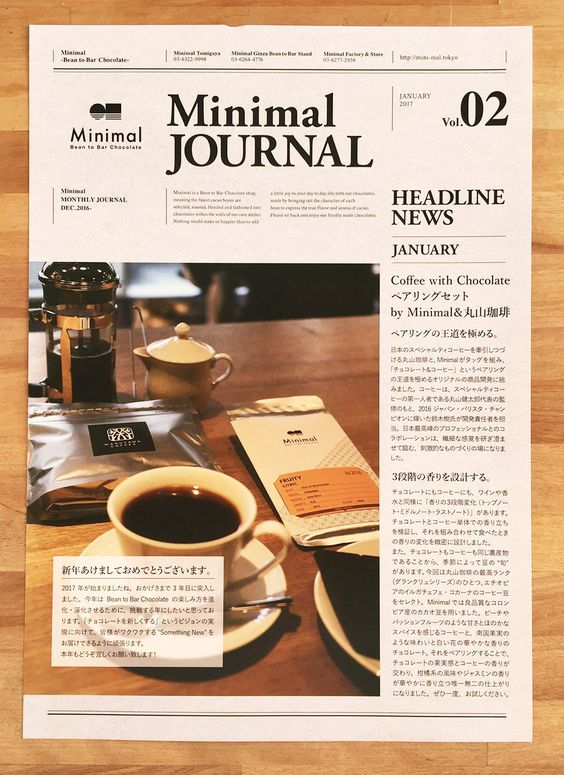 Minimal
-Bean to Bar Chocolate-
Minimal Tomigaya
03-6322-9998
Minimal Ginza Bean to Bar Stand
03-6264-4776
Minimal Factory & Store
03-6277-2936
http://mini-mal.tokyo
Minimal
Bean to Bar Chocolate
Minimal
JOURNAL
JANUARY
2017
Vol.02
Minimal
MONTHLY JOURNAL
DEC.2016-
Minimal is a Bean to Bar Chocolate shop,
meaning the finest cacao beans are
selected, roasted, blended and fashioned into
chocolates within the walls of our own atelier.
Nothing would make us happier than to add
a little joy to your day to day life with our chocolates,
made by bringing out the character of each
bean to express the true flavor and aroma of cacao.
Please sit back and enjoy our freshly made chocolates.
HEADLINE
NEWS
JANUARY
Coffee with Chocolate
ペアリングセット
by Minimal&丸山珈琲
ペアリングの王道を極める。
日本のスペシャルティコーヒーを牽引しつづ
ける丸山珈琲と、Minimalがタッグを組み、
「チョコレート&コーヒー」というペアリング
の王道を極めるオリジナルの商品開発に挑
みました。コーヒーは、スペシャルティコー
ヒーの第一人者である丸山健太郎代表の監
修のもと、2016 ジャパン・バリスタ・チャン
ピオンに輝いた鈴木樹氏が開発責任者を担
当。日本最高峰のプロフェッショナルとのコ
ラボレーションは、繊細な感覚を研ぎ澄ま
せて臨む、刺激的なものづくりの場になりま
した。
3段階の香りを設計する。
チョコレートにもコーヒーにも、ワインや香
水と同様に「香りの3段階変化（トップノー
ト・ミドルノート・ラストノート）」があります。
チョコレートとコーヒー単体での香り立ち
を検証し、それを組み合わせて食べたとき
の香りの変化を微密に設計しました。
また、チョコレートもコーヒーも同じ農産物
であることから、季節によって豆の“旬”
があります。今回は丸山珈琲の最高ランク
（グランクリュシリーズ）のひとつ、エチオピ
アのイルガチェフェ・コカーナのコーヒー豆
をセレクト。Minimalでは良品質なコロン
ビア産のカカオ豆を用いました。ピーチや
パッションフルーツのような甘さとほのかな
スパイスを感じるコーヒーと、南国果実の
ような味わいと白い花の華やかな香りの
チョコレート。それをペアリングすることで、
チョコレートの果実感とコーヒーの香りが
交わり、柑橘系の風味やジャスミンの香り
が華やかに香り立つ唯一無二の仕上がり
になりました。ぜひ一度、お試しください。
MARUYAMA
COFFEE
Minimal
FRUITY
CITRIC
新年あけましておめでとうございます。
2017 年が始まりましたね。おかげさまで 3 年目に突入し
ました。今年は Bean to Bar Chocolate の楽しみ方を進
化・深化させるために、挑戦する年にしたいと思ってお
ります。「チョコレートを新しくする」というビジョンの実
現に向けて、皆様がワクワクする “Something New” を
お届けできるように頑張ります。
本年もどうぞ宜しくお願い致します！